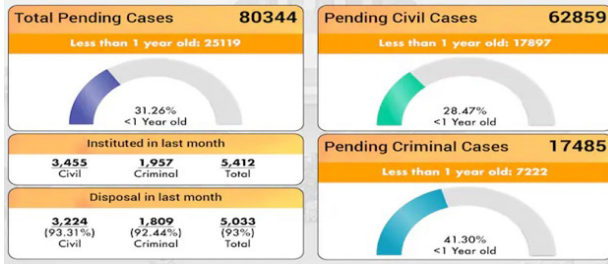 Total Pending Cases 80344
Less than 1 year old: 25119
31.26%
<1 Year old
Instituted in last month
3,455 1,957 5,412
Civil Criminal Total
Disposal in last month
3,224 1,809 5,033
(93.31%) (92.44%) (93%)
Civil Criminal Total
Pending Civil Cases 62859
Less than 1 year old: 17897
28.47%
<1 Year old
Pending Criminal Cases 17485
Less than 1 year old: 7222
41.30%
<1 Year old